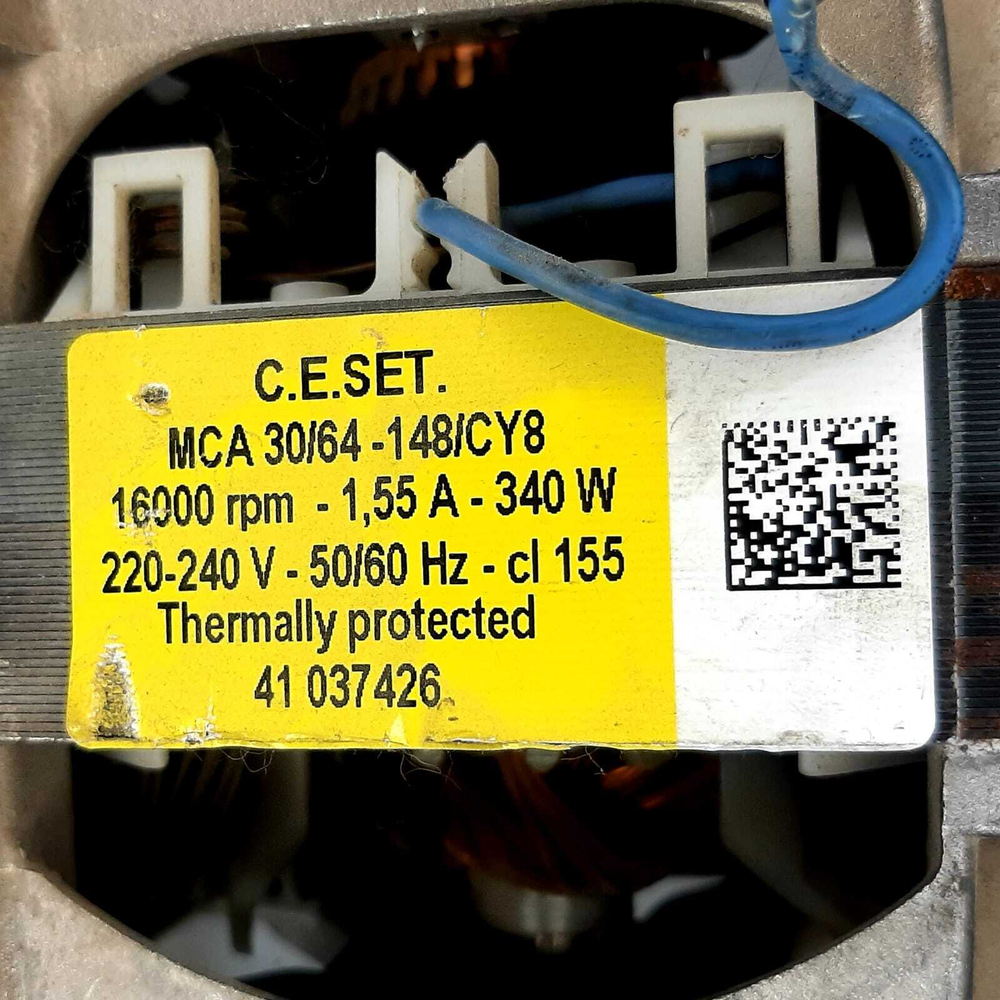 C.E.SET.
MCA 30/64 -148/CY8
16000 rpm - 1,55 A - 340 W
220-240 V - 50/60 Hz - cl 155
Thermally protected
41 037426